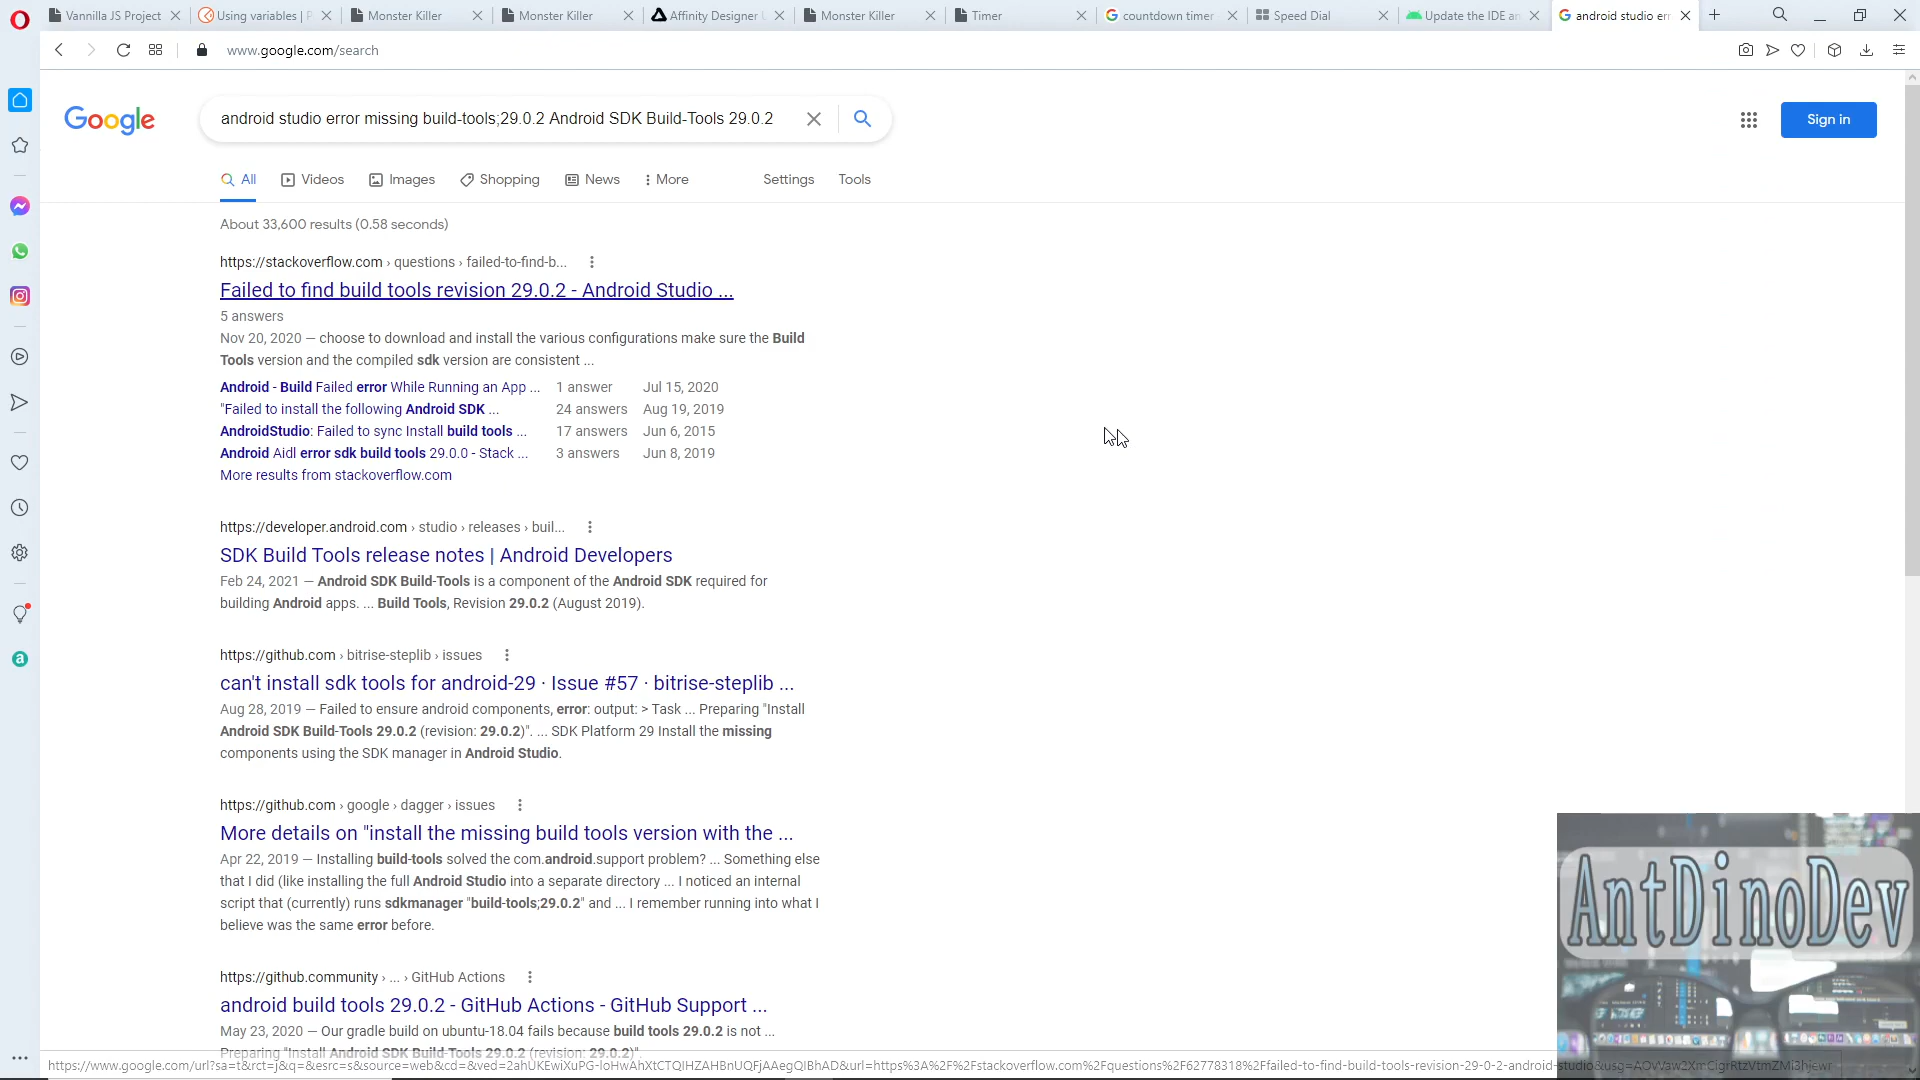 Vannilla JS Project
Using variables | P
Monster Killer
Monster Killer
Affinity Designer U
Monster Killer
Timer
countdown timer
Speed Dial
Update the IDE an
android studio err
www.google.com/search
Google
android studio error missing build-tools;29.0.2 Android SDK Build-Tools 29.0.2
Sign in
All
Videos
Images
Shopping
News
More
Settings
Tools
About 33,600 results (0.58 seconds)
https://stackoverflow.com › questions › failed-to-find-b...
Failed to find build tools revision 29.0.2 - Android Studio ...
5 answers
Nov 20, 2020 — choose to download and install the various configurations make sure the Build
Tools version and the compiled sdk version are consistent ...
Android - Build Failed error While Running an App ... 1 answer Jul 15, 2020
"Failed to install the following Android SDK ... 24 answers Aug 19, 2019
AndroidStudio: Failed to sync Install build tools ... 17 answers Jun 6, 2015
Android Aidl error sdk build tools 29.0.0 - Stack ... 3 answers Jun 8, 2019
More results from stackoverflow.com
https://developer.android.com › studio › releases › buil...
SDK Build Tools release notes | Android Developers
Feb 24, 2021 — Android SDK Build-Tools is a component of the Android SDK required for
building Android apps. ... Build Tools, Revision 29.0.2 (August 2019).
https://github.com › bitrise-steplib › issues
can't install sdk tools for android-29 · Issue #57 · bitrise-steplib ...
Aug 28, 2019 — Failed to ensure android components, error: output: > Task ... Preparing "Install
Android SDK Build-Tools 29.0.2 (revision: 29.0.2)". ... SDK Platform 29 Install the missing
components using the SDK manager in Android Studio.
https://github.com › google › dagger › issues
More details on "install the missing build tools version with the ...
Apr 22, 2019 — Installing build-tools solved the com.android.support problem? ... Something else
that I did (like installing the full Android Studio into a separate directory ... I noticed an internal
script that (currently) runs sdkmanager "build-tools;29.0.2" and ... I remember running into what I
believe was the same error before.
https://github.community › ... › GitHub Actions
android build tools 29.0.2 - GitHub Actions - GitHub Support ...
May 23, 2020 — Our gradle build on ubuntu-18.04 fails because build tools 29.0.2 is not ...
Preparing "Install Android SDK Build-Tools 29.0.2 (revision: 29.0.2)".
AntDinoDev